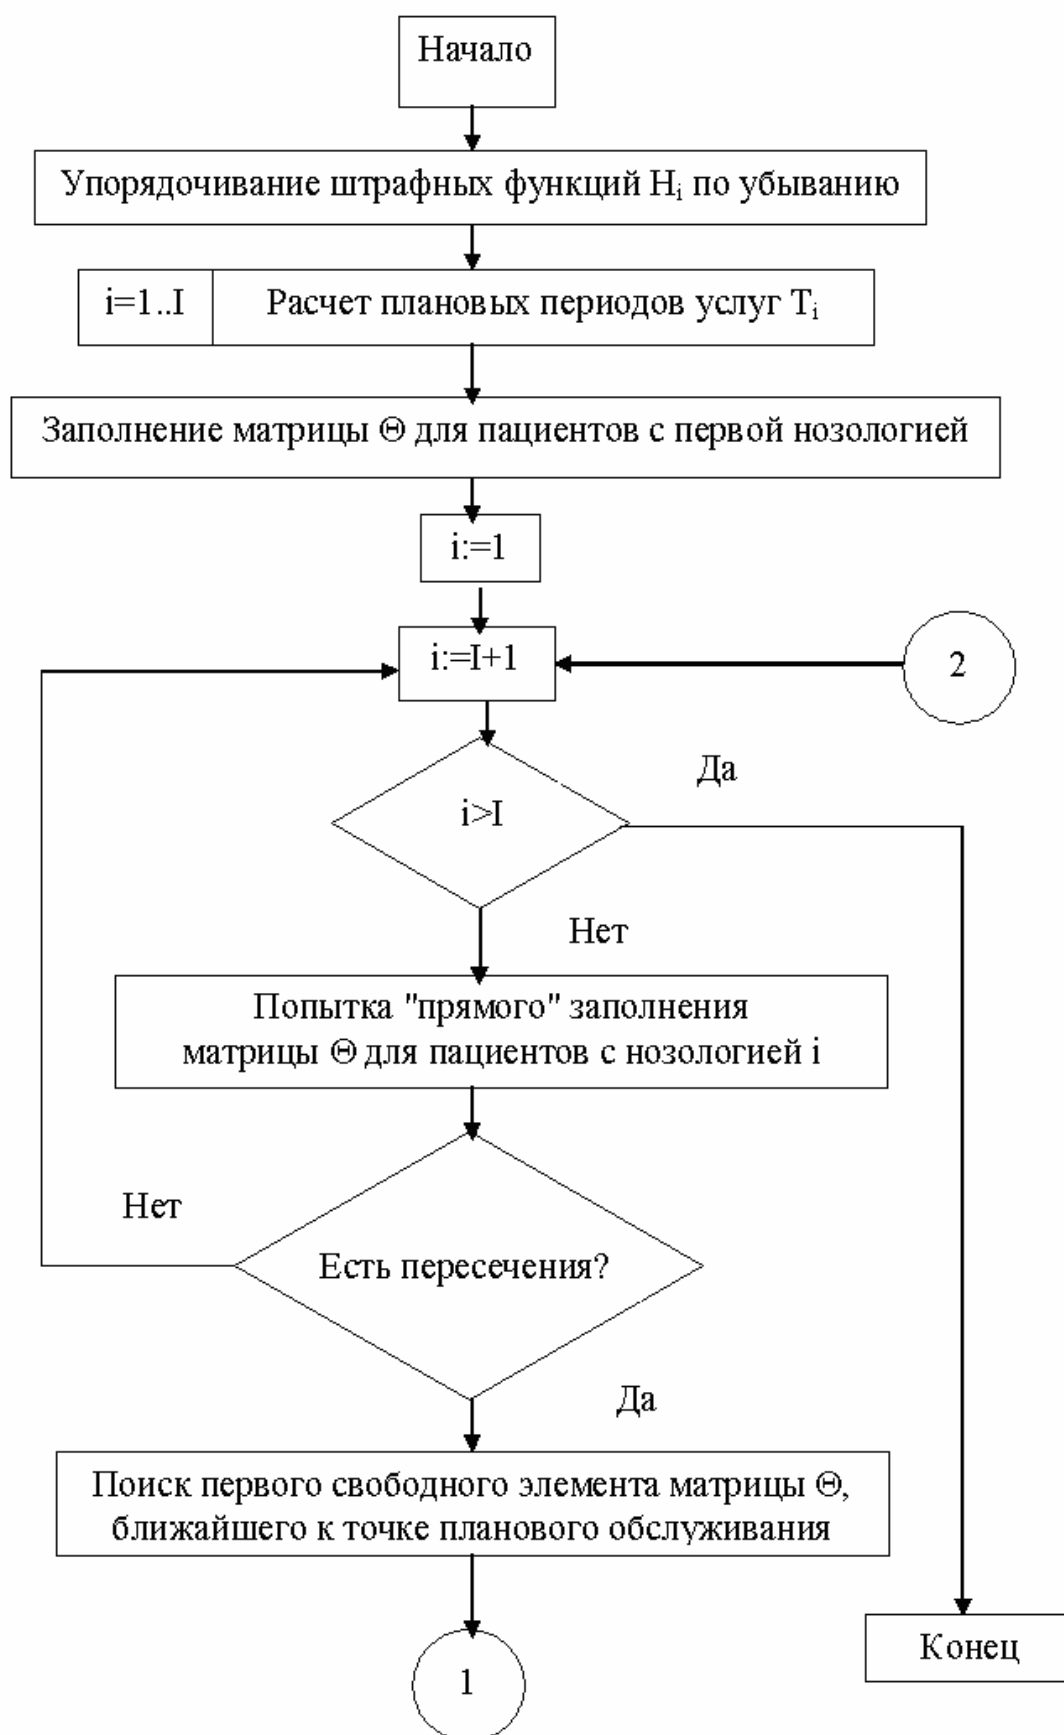 Начало
Упорядочивание штрафных функций Hi по убыванию
i=1..I
Расчет плановых периодов услуг Ti
Заполнение матрицы Θ для пациентов с первой нозологией
i:=1
i:=I+1
2
Да
i>I
Нет
Попытка "прямого" заполнения
матрицы Θ для пациентов с нозологией i
Нет
Есть пересечения?
Да
Поиск первого свободного элемента матрицы Θ,
ближайшего к точке планового обслуживания
Конец
1